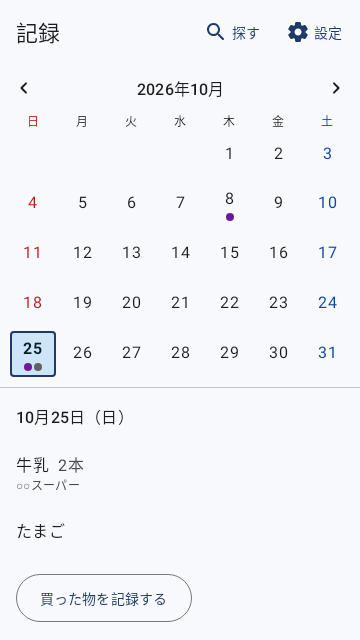 記録
探す
設定
2026年10月
日 月 火 水 木 金 土
1 2 3
4 5 6 7 8 9 10
11 12 13 14 15 16 17
18 19 20 21 22 23 24
25 26 27 28 29 30 31
10月25日（日）
牛乳 2本
○○スーパー
たまご
買った物を記録する